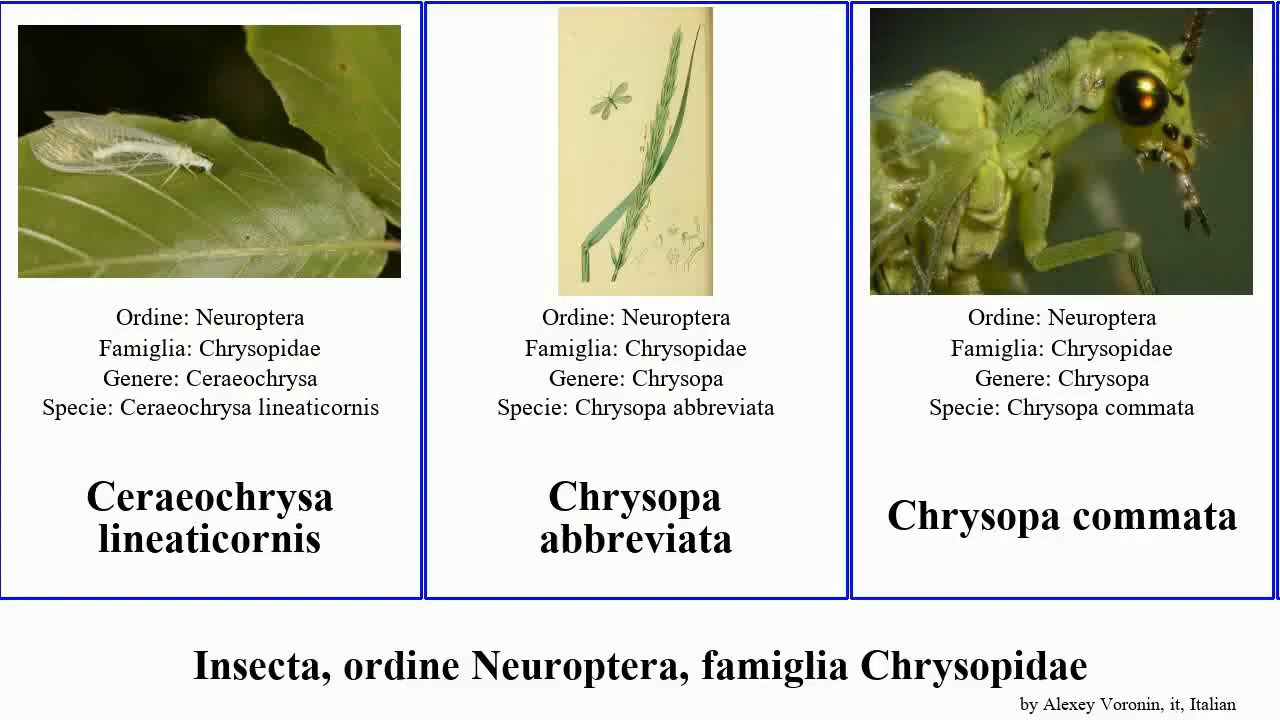 Ordine: Neuroptera
Famiglia: Chrysopidae
Genere: Ceraeochrysa
Specie: Ceraeochrysa lineaticornis
Ceraeochrysa
lineaticornis
Ordine: Neuroptera
Famiglia: Chrysopidae
Genere: Chrysopa
Specie: Chrysopa abbreviata
Chrysopa
abbreviata
Ordine: Neuroptera
Famiglia: Chrysopidae
Genere: Chrysopa
Specie: Chrysopa commata
Chrysopa commata
Insecta, ordine Neuroptera, famiglia Chrysopidae
by Alexey Voronin, it, Italian